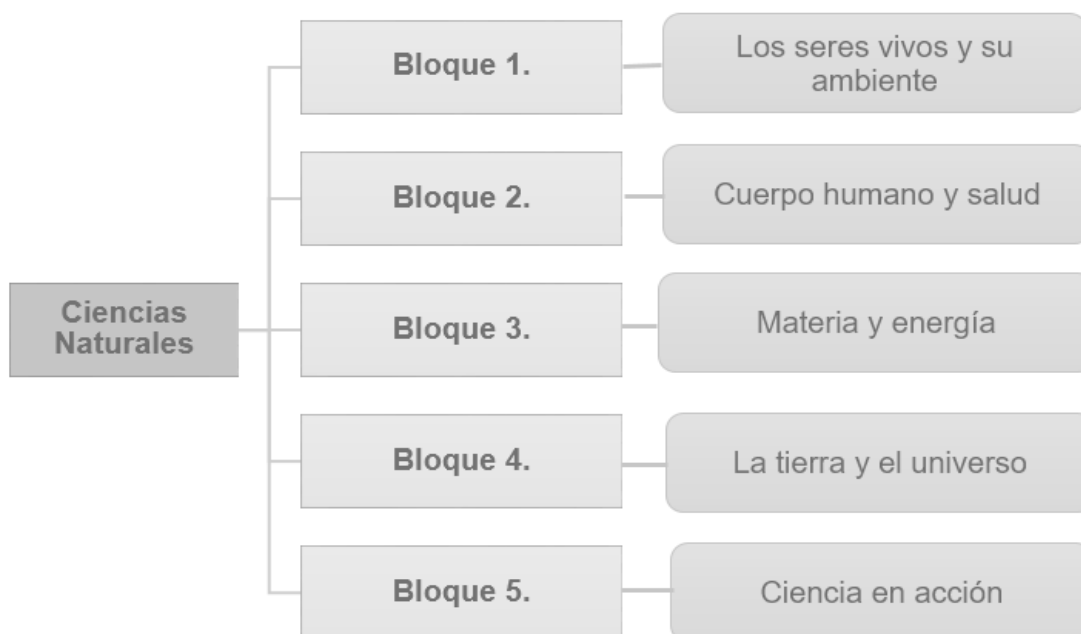 Ciencias
Naturales
Bloque 1.
Los seres vivos y su
ambiente
Bloque 2.
Cuerpo humano y salud
Bloque 3.
Materia y energía
Bloque 4.
La tierra y el universo
Bloque 5.
Ciencia en acción